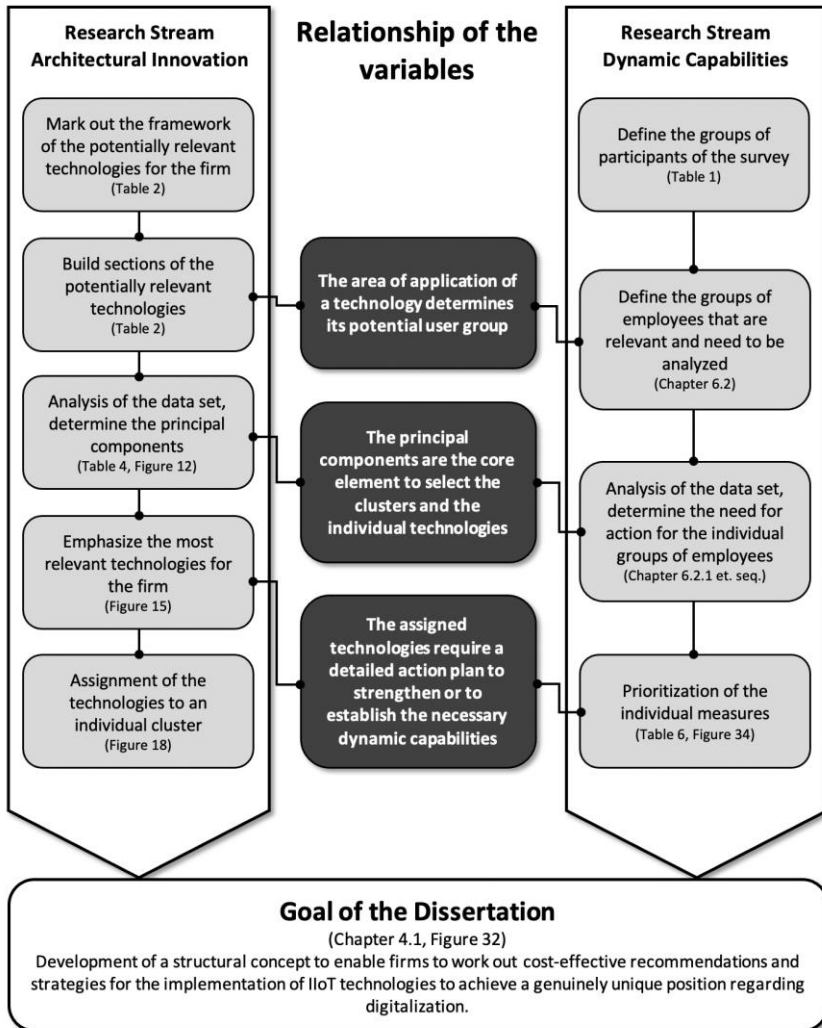 Research Stream
Architectural Innovation
Mark out the framework
of the potentially relevant
technologies for the firm
(Table 2)
Build sections of the
potentially relevant
technologies
(Table 2)
Analysis of the data set,
determine the principal
components
(Table 4, Figure 12)
Emphasize the most
relevant technologies for
the firm
(Figure 15)
Assignment of the
technologies to an
individual cluster
(Figure 18)
Relationship of the
variables
The area of application of
a technology determines
its potential user group
The principal
components are the core
element to select the
clusters and the
individual technologies
The assigned
technologies require a
detailed action plan to
strengthen or to
establish the necessary
dynamic capabilities
Research Stream
Dynamic Capabilities
Define the groups of
participants of the survey
(Table 1)
Define the groups of
employees that are
relevant and need to be
analyzed
(Chapter 6.2)
Analysis of the data set,
determine the need for
action for the individual
groups of employees
(Chapter 6.2.1 et. seq.)
Prioritization of the
individual measures
(Table 6, Figure 34)
Goal of the Dissertation
(Chapter 4.1, Figure 32)
Development of a structural concept to enable firms to work out cost-effective recommendations and
strategies for the implementation of IIoT technologies to achieve a genuinely unique position regarding
digitalization.